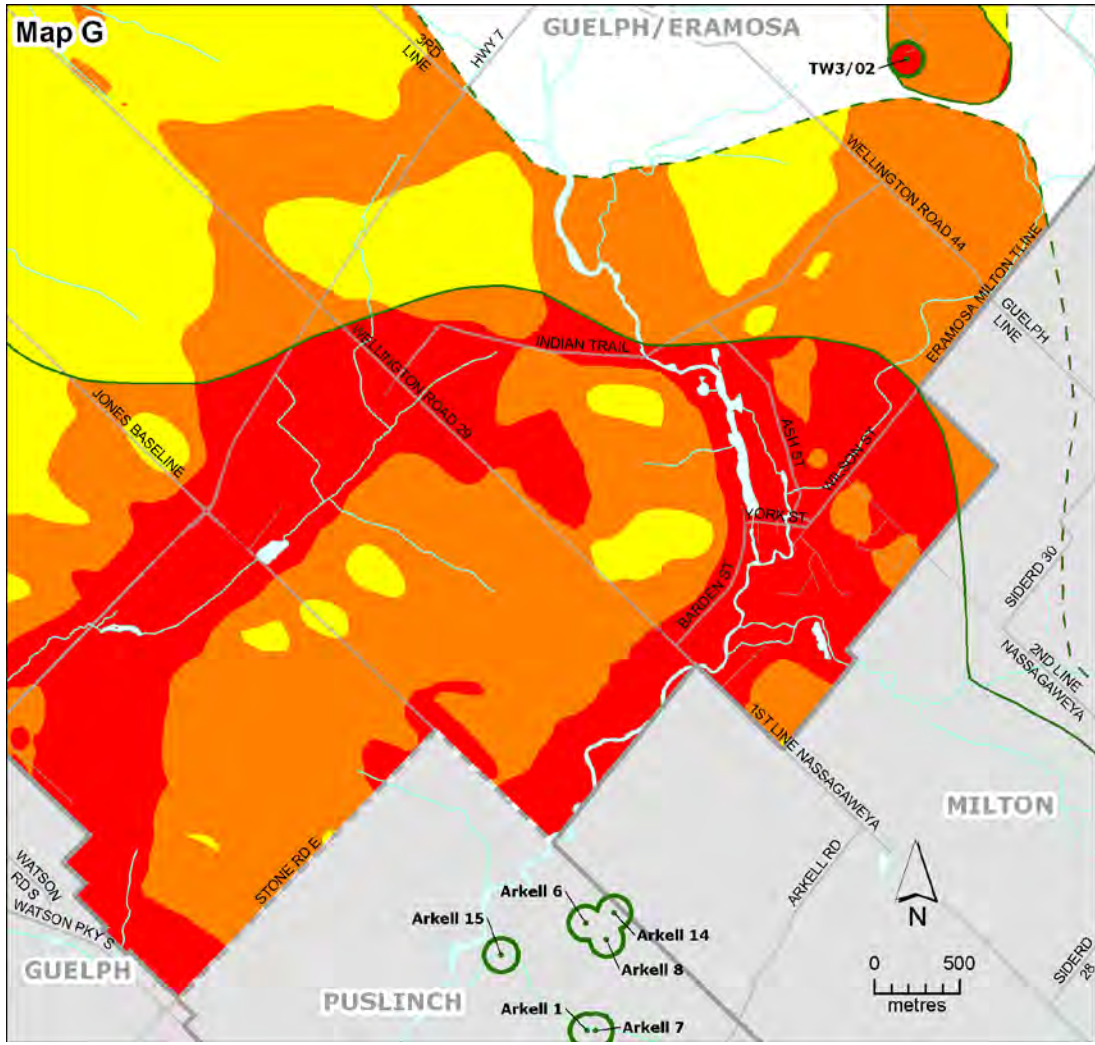 Map G
GUELPH/ERAMOSA
3RD
LINE
HWY 7
TW3/02
WELLINGTON ROAD 44
ERAMOSA MILTON TLINE
GUELPH
LINE
INDIAN TRAIL
WELLINGTON ROAD 29
JONES BASELINE
ASH ST
WILSON ST
YORK ST
BARDEN ST
SIDERD 30
2ND LINE
NASSAGAWEYA
1ST LINE NASSAGAWEYA
MILTON
STONE RD E
ARKELL RD
WATSON
RD S
WATSON PKY S
Arkell 6
Arkell 15
Arkell 14
Arkell 8
N
0 500
metres
SIDERD
28
GUELPH
PUSLINCH
Arkell 1
Arkell 7